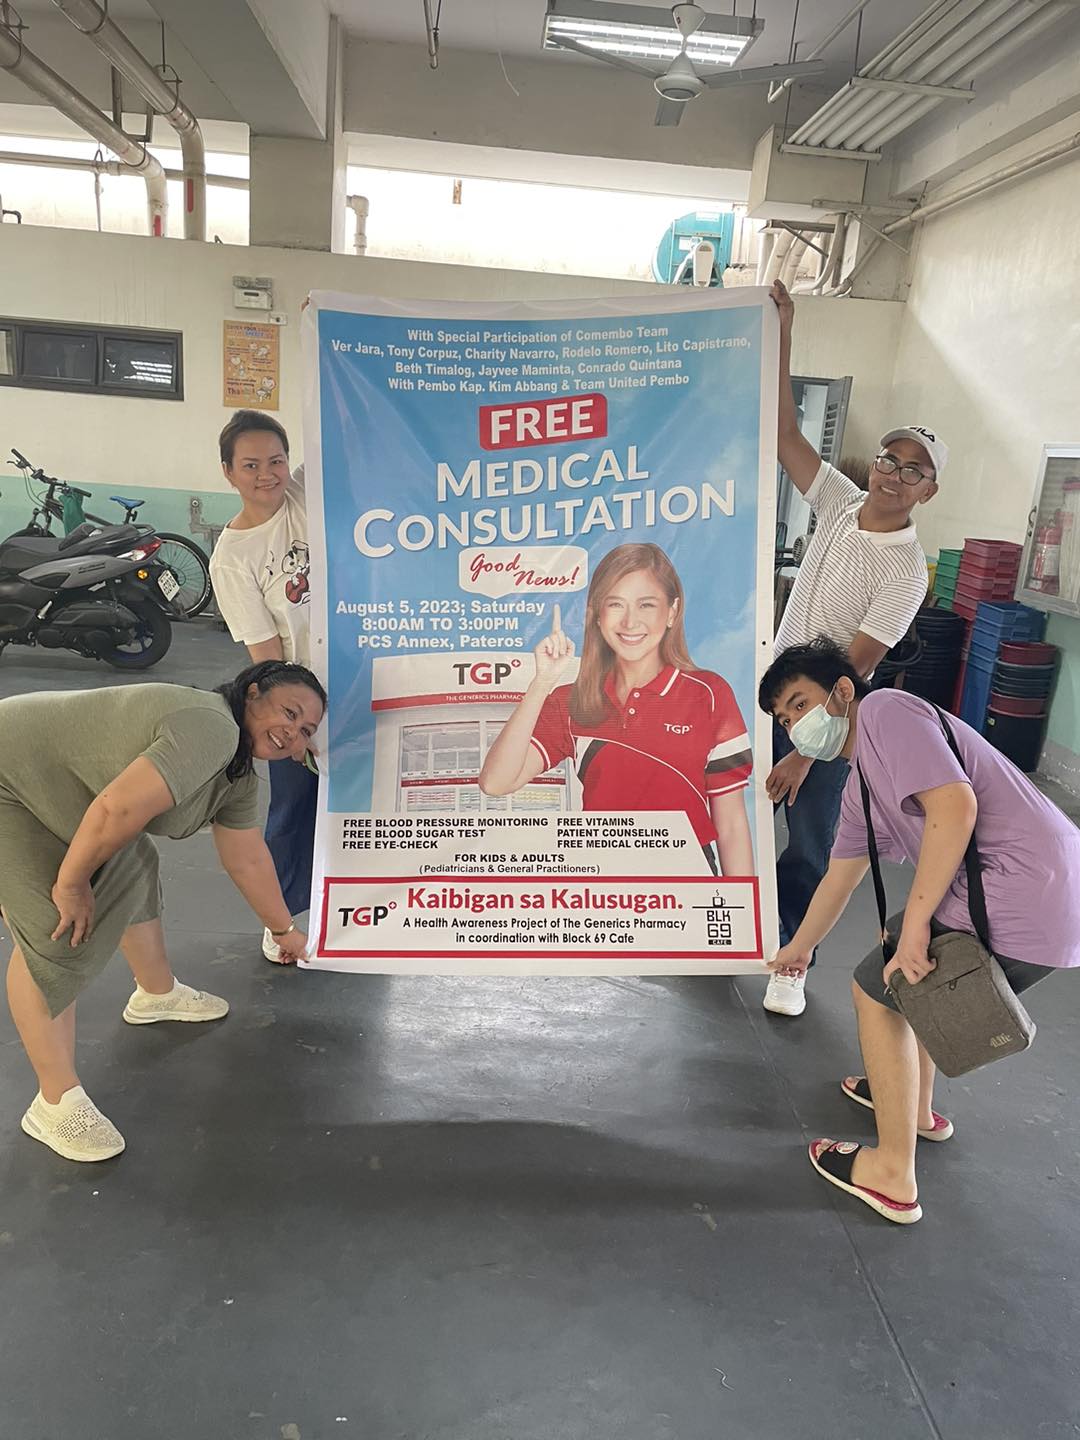 With Special Participation of Comembo Team
Ver Jara, Tony Corpuz, Charity Navarro, Rodelo Romero, Lito Capistrano,
Beth Timalog, Jayvee Maminta, Conrado Quintana
With Pembo Kap. Kim Abbang & Team United Pembo
FREE
MEDICAL
CONSULTATION
Good
News!
August 5, 2023; Saturday
8:00AM TO 3:00PM
PCS Annex, Pateros
TGP+
THE GENERICS PHARMACY
TGP+
FREE BLOOD PRESSURE MONITORING
FREE BLOOD SUGAR TEST
FREE EYE-CHECK
FREE VITAMINS
PATIENT COUNSELING
FREE MEDICAL CHECK UP
FOR KIDS & ADULTS
(Pediatricians & General Practitioners)
TGP+
Kaibigan sa Kalusugan.
A Health Awareness Project of The Generics Pharmacy
in coordination with Block 69 Cafe
BLK
69
CAFE
FILA
4Life